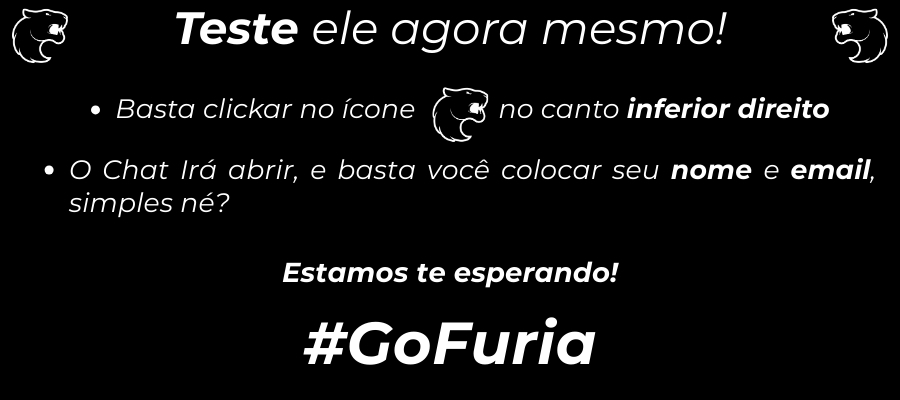 Teste ele agora mesmo!
• Basta clickar no ícone no canto inferior direito
• O Chat Irá abrir, e basta você colocar seu nome e email,
simples né?
Estamos te esperando!
#GoFuria